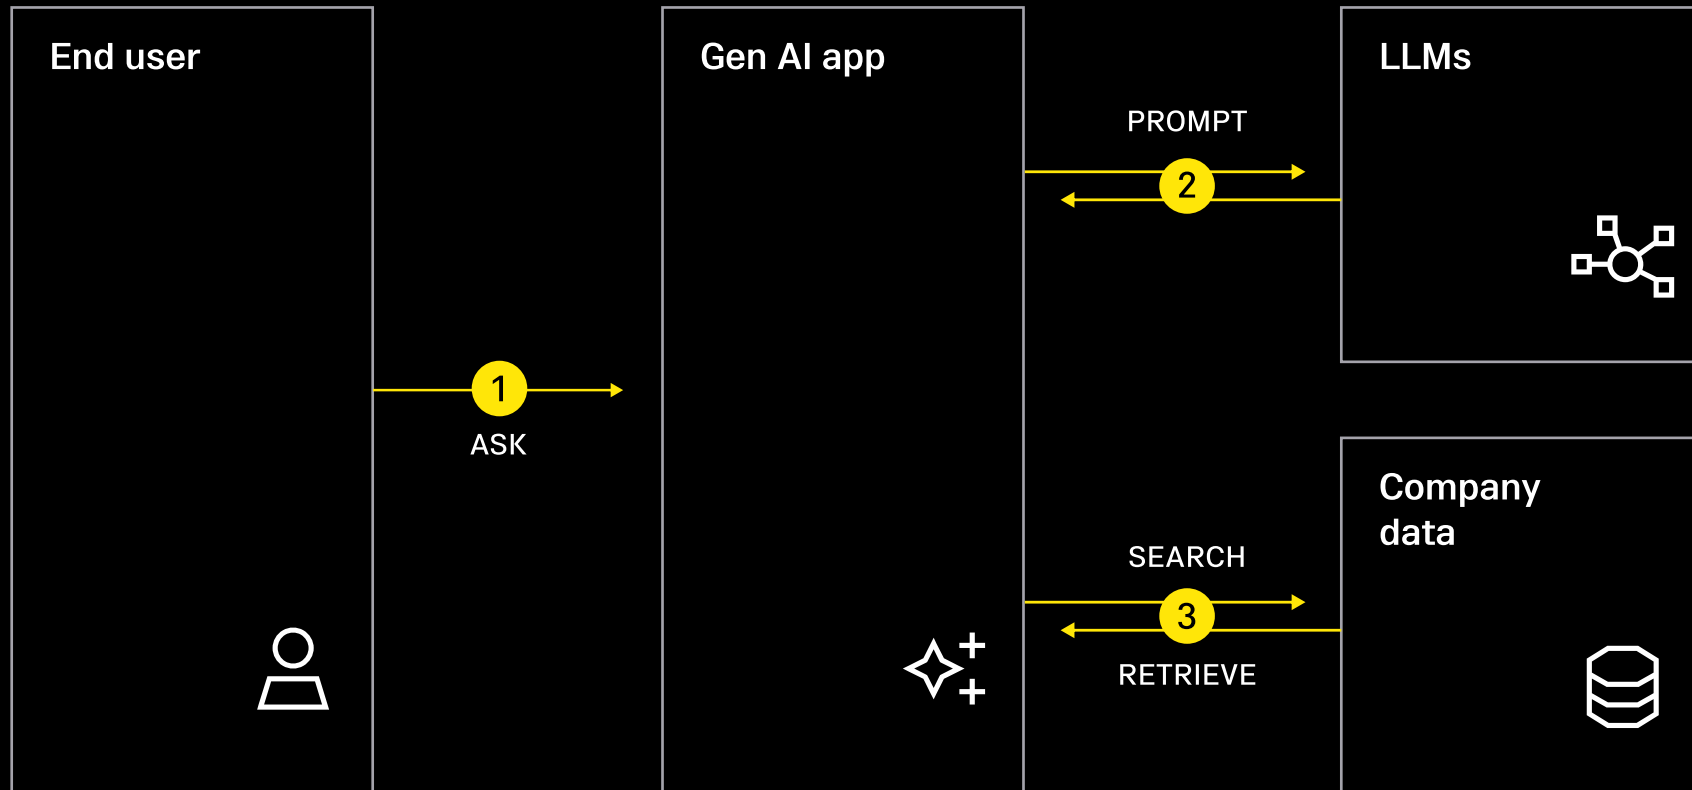 End user
Gen AI app
LLMs
PROMPT
2
1
ASK
Company
data
SEARCH
3
RETRIEVE